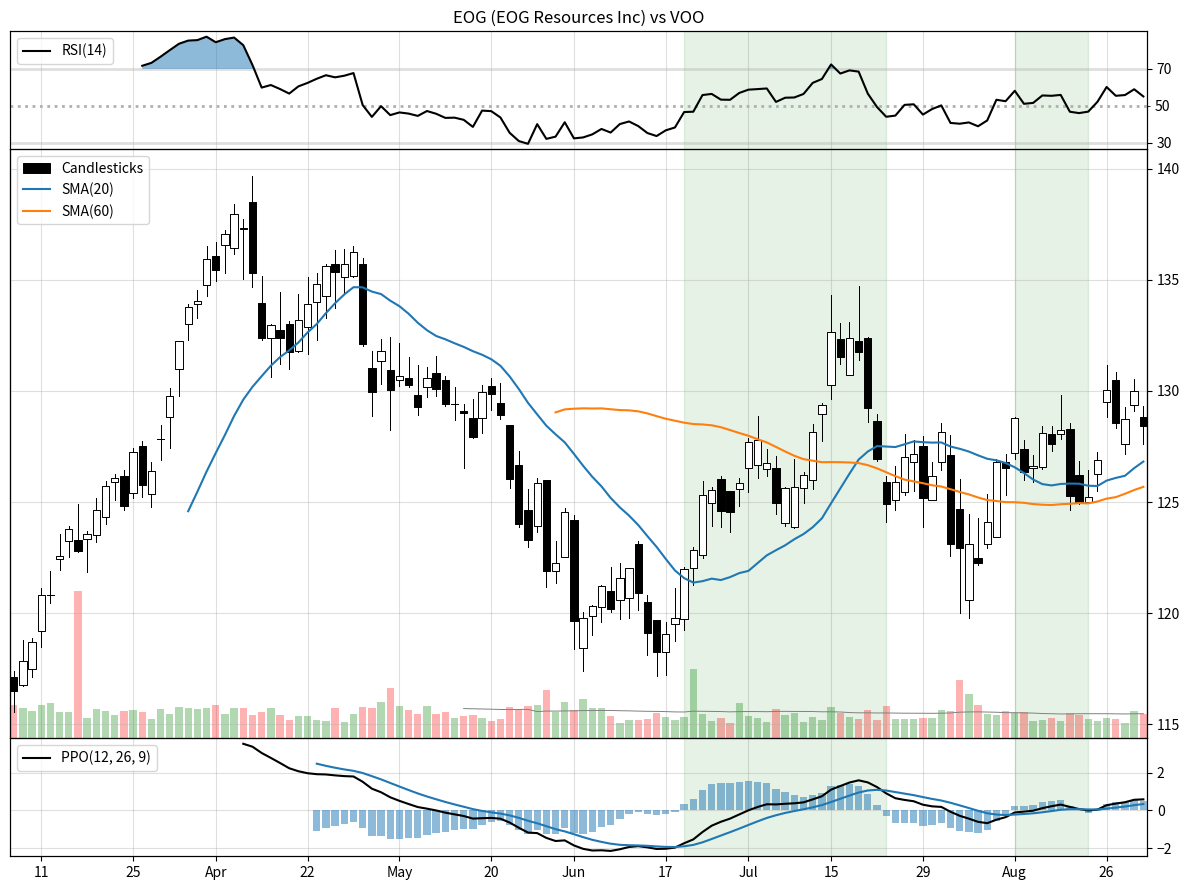 EOG (EOG Resources Inc) vs VOO
RSI(14)
70
50
30
Candlesticks
SMA(20)
SMA(60)
140
135
130
125
120
115
PPO(12, 26, 9)
2
0
−2
11 25 Apr 22 May 20 Jun 17 Jul 15 29 Aug 26